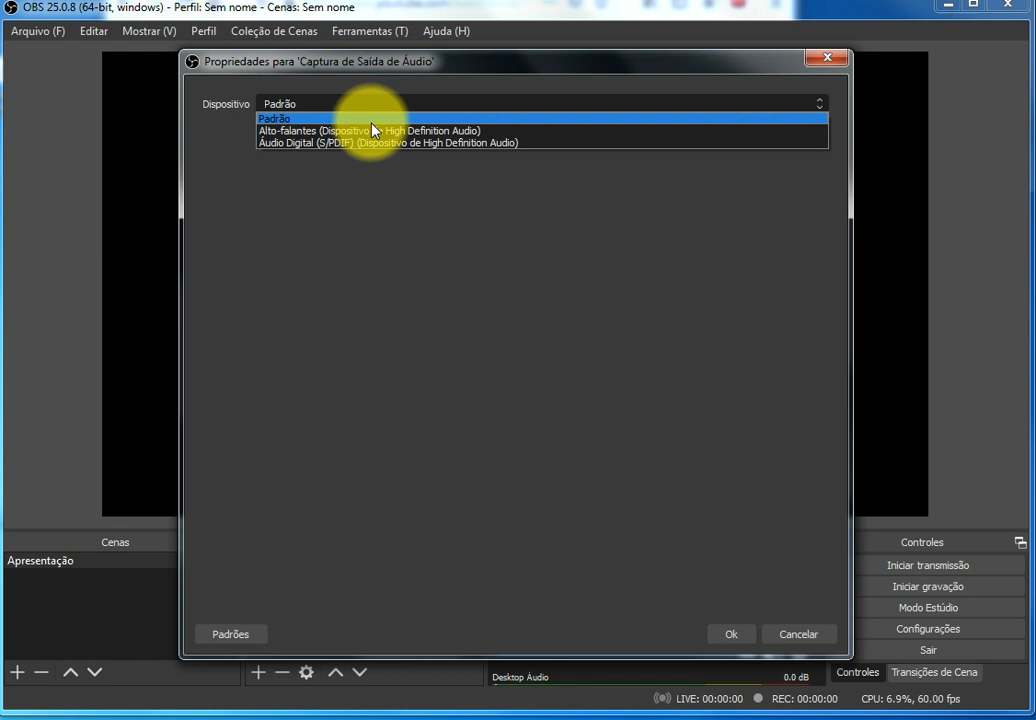 OBS 25.0.8 (64-bit, windows) - Perfil: Sem nome - Cenas: Sem nome
Arquivo (F) Editar Mostrar (V) Perfil Coleção de Cenas Ferramentas (T) Ajuda (H)
Propriedades para 'Captura de Saída de Áudio'
Dispositivo Padrão
Padrão
Alto-falantes (Dispositivo de High Definition Audio)
Áudio Digital (S/PDIF) (Dispositivo de High Definition Audio)
Padrões Ok Cancelar
Cenas
Apresentação
Controles
Iniciar transmissão
Iniciar gravação
Modo Estúdio
Configurações
Sair
Desktop Audio 0.0 dB
Controles Transições de Cena
LIVE: 00:00:00 REC: 00:00:00 CPU: 6.9%, 60.00 fps